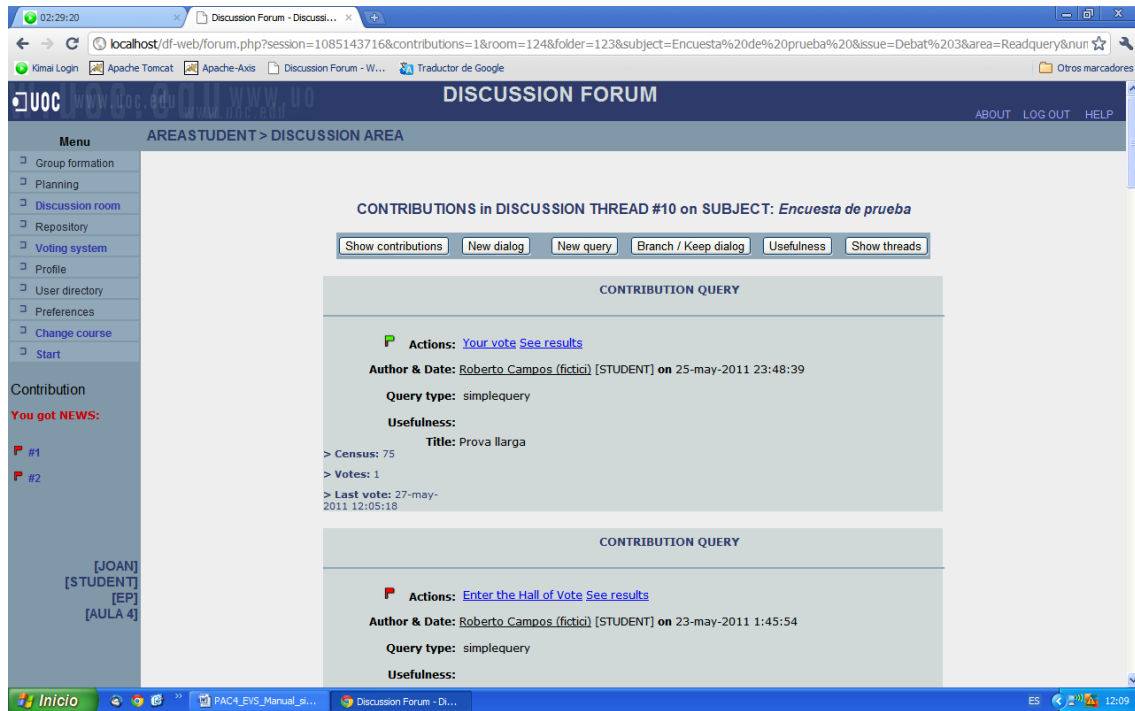 02:29:20
Discussion Forum - Discussi...
localhost/df-web/forum.php?session=1085143716&contributions=1&room=124&folder=123&subject=Encuesta%20de%20prueba%20&issue=Debat%203&area=Readquery&nun
Kimai Login Apache Tomcat Apache-Axis Discussion Forum - W... Traductor de Google Otros marcadores
UOC www.uoc.edu
DISCUSSION FORUM
ABOUT LOG OUT HELP
Menu
AREASTUDENT > DISCUSSION AREA
Group formation
Planning
Discussion room
Repository
Voting system
Profile
User directory
Preferences
Change course
Start
Contribution
You got NEWS:
#1
#2
[JOAN]
[STUDENT]
[EP]
[AULA 4]
CONTRIBUTIONS in DISCUSSION THREAD #10 on SUBJECT: Encuesta de prueba
Show contributions New dialog New query Branch / Keep dialog Usefulness Show threads
CONTRIBUTION QUERY
Actions: Your vote See results
Author & Date: Roberto Campos (fictici) [STUDENT] on 25-may-2011 23:48:39
Query type: simplequery
Usefulness:
Title: Prova llarga
> Census: 75
> Votes: 1
> Last vote: 27-may-
2011 12:05:18
CONTRIBUTION QUERY
Actions: Enter the Hall of Vote See results
Author & Date: Roberto Campos (fictici) [STUDENT] on 23-may-2011 1:45:54
Query type: simplequery
Usefulness:
Inicio PAC4_EVS_Manual_si... Discussion Forum - Di... ES 12:09